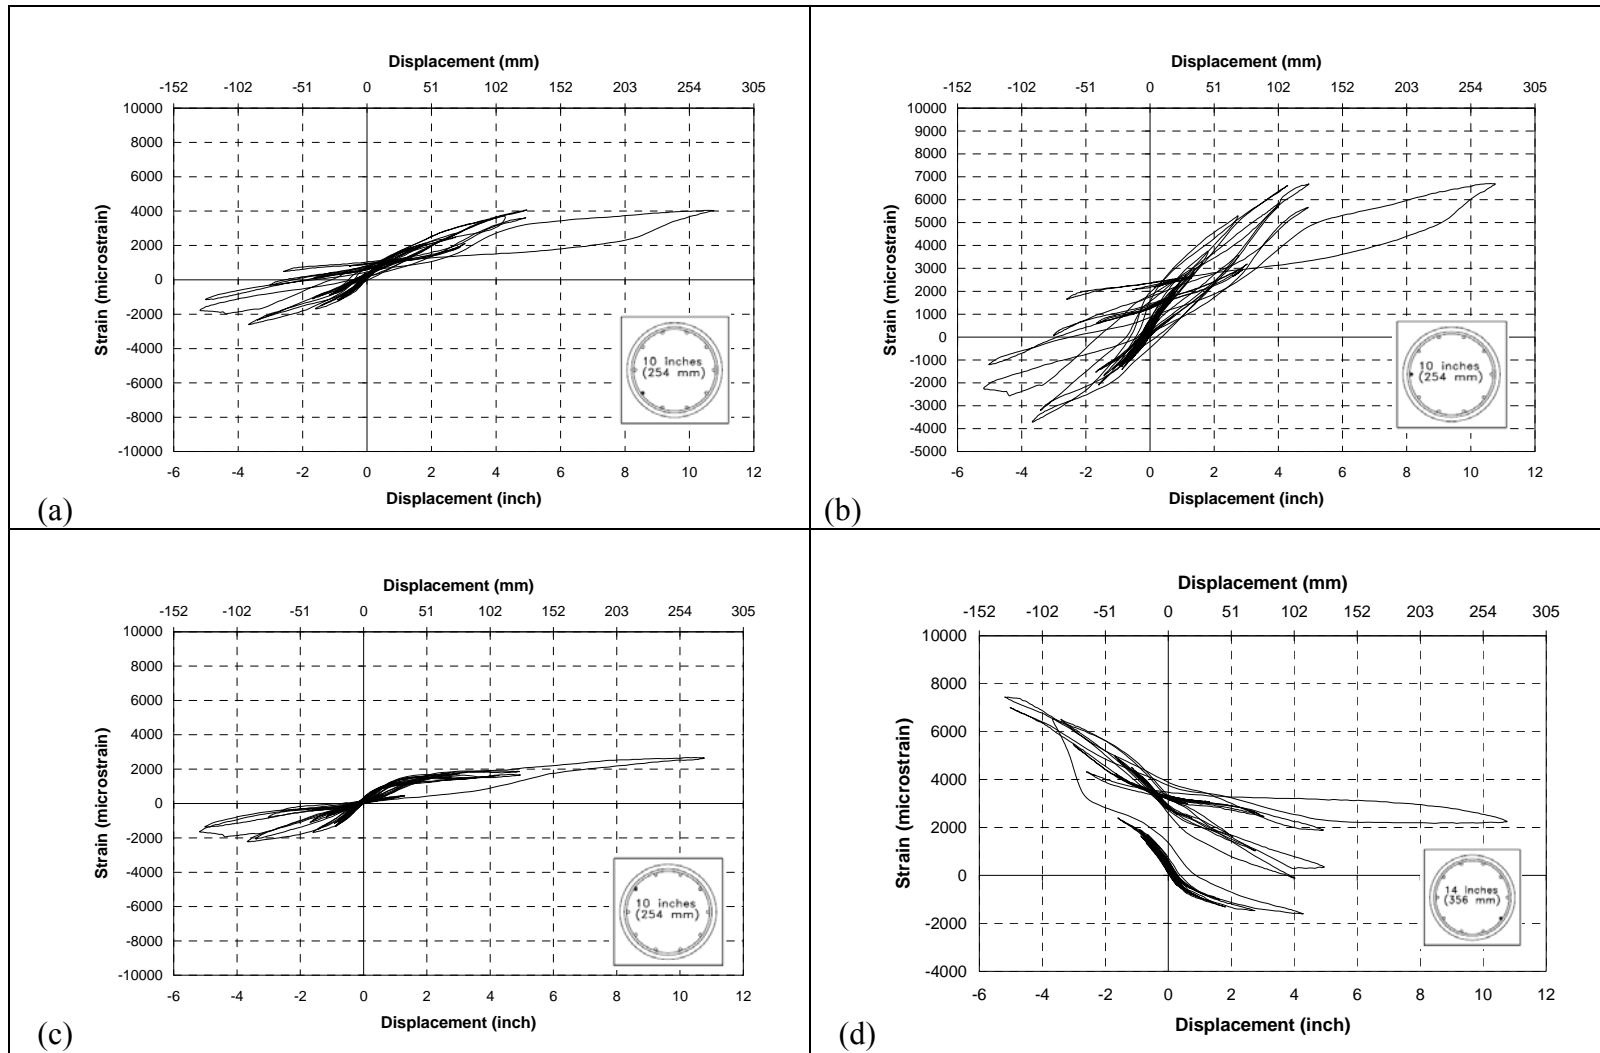 Displacement (mm)
-152 -102 -51 0 51 102 152 203 254 305
10000
8000
6000
4000
2000
0
-2000
-4000
-6000
-8000
-10000
Strain (microstrain)
10 inches
(254 mm)
-6 -4 -2 0 2 4 6 8 10 12
Displacement (inch)
(a)
Displacement (mm)
-152 -102 -51 0 51 102 152 203 254 305
10000
9000
8000
7000
6000
5000
4000
3000
2000
1000
0
-1000
-2000
-3000
-4000
-5000
Strain (microstrain)
10 inches
(254 mm)
-6 -4 -2 0 2 4 6 8 10 12
Displacement (inch)
(b)
Displacement (mm)
-152 -102 -51 0 51 102 152 203 254 305
10000
8000
6000
4000
2000
0
-2000
-4000
-6000
-8000
-10000
Strain (microstrain)
10 inches
(254 mm)
-6 -4 -2 0 2 4 6 8 10 12
Displacement (inch)
(c)
Displacement (mm)
-152 -102 -51 0 51 102 152 203 254 305
10000
8000
6000
4000
2000
0
-2000
-4000
Strain (microstrain)
14 inches
(356 mm)
-6 -4 -2 0 2 4 6 8 10 12
Displacement (inch)
(d)